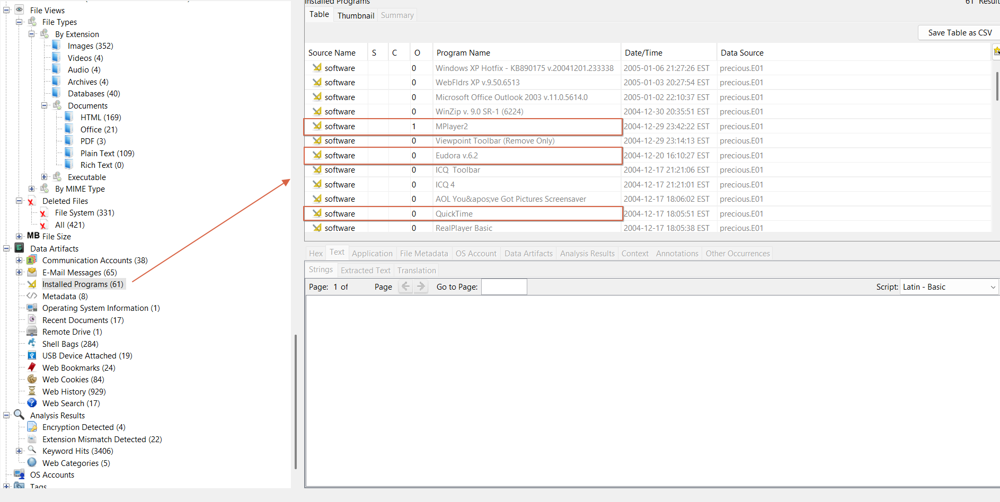 File Views
File Types
By Extension
Images (352)
Videos (4)
Audio (4)
Archives (4)
Databases (40)
Documents
HTML (169)
Office (21)
PDF (3)
Plain Text (109)
Rich Text (0)
Executable
By MIME Type
Deleted Files
File System (331)
All (421)
MB File Size
Data Artifacts
Communication Accounts (38)
E-Mail Messages (65)
Installed Programs (61)
Metadata (8)
Operating System Information (1)
Recent Documents (17)
Remote Drive (1)
Shell Bags (284)
USB Device Attached (19)
Web Bookmarks (24)
Web Cookies (84)
Web History (929)
Web Search (17)
Analysis Results
Encryption Detected (4)
Extension Mismatch Detected (22)
Keyword Hits (3406)
Web Categories (5)
OS Accounts
Tags
Installed Programs 61 Result
Table Thumbnail Summary
Save Table as CSV
Source Name S C O Program Name Date/Time Data Source
software 0 Windows XP Hotfix - KB890175 v.20041201.233338 2005-01-06 21:27:26 EST precious.E01
software 0 WebFldrs XP v.9.50.6513 2005-01-03 20:27:54 EST precious.E01
software 0 Microsoft Office Outlook 2003 v.11.0.5614.0 2005-01-02 22:10:37 EST precious.E01
software 0 WinZip v. 9.0 SR-1 (6224) 2004-12-30 20:35:51 EST precious.E01
software 1 MPlayer2 2004-12-29 23:42:22 EST precious.E01
software 0 Viewpoint Toolbar (Remove Only) 2004-12-29 23:14:13 EST precious.E01
software 0 Eudora v.6.2 2004-12-20 16:10:27 EST precious.E01
software 0 ICQ  Toolbar 2004-12-17 21:21:06 EST precious.E01
software 0 ICQ 4 2004-12-17 21:21:01 EST precious.E01
software 0 AOL You&apos;ve Got Pictures Screensaver 2004-12-17 18:06:02 EST precious.E01
software 0 QuickTime 2004-12-17 18:05:51 EST precious.E01
software 0 RealPlayer Basic 2004-12-17 18:05:38 EST precious.E01
Hex Text Application File Metadata OS Account Data Artifacts Analysis Results Context Annotations Other Occurrences
Strings Extracted Text Translation
Page: 1 of Page Go to Page: Script: Latin - Basic